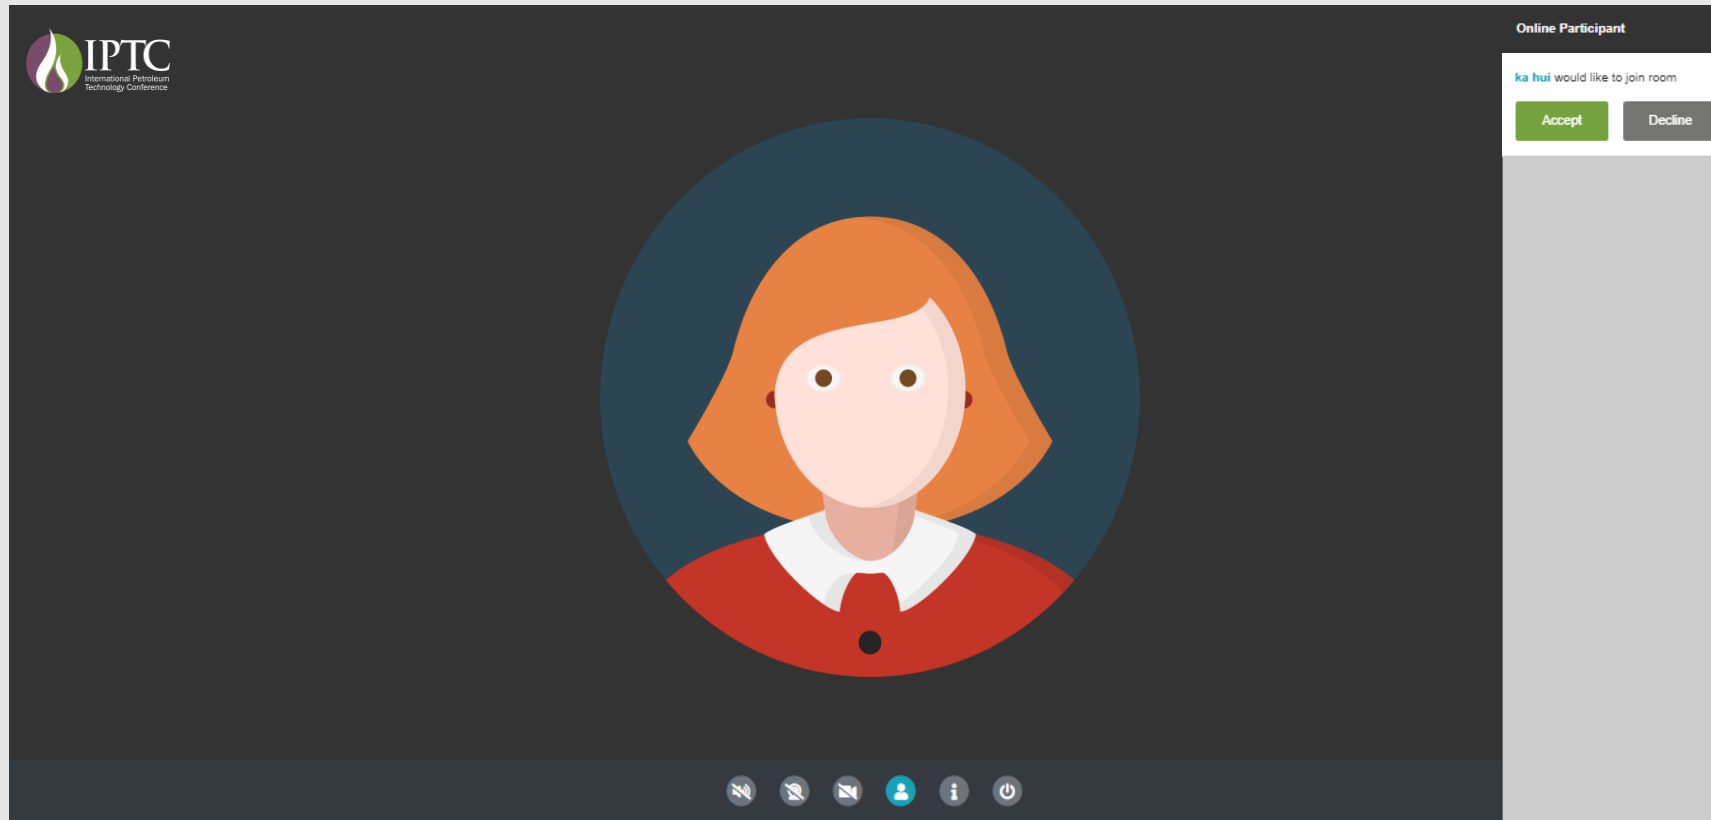 IPTC
International Petroleum
Technology Conference
Online Participant
ka hui would like to join room
Accept
Decline